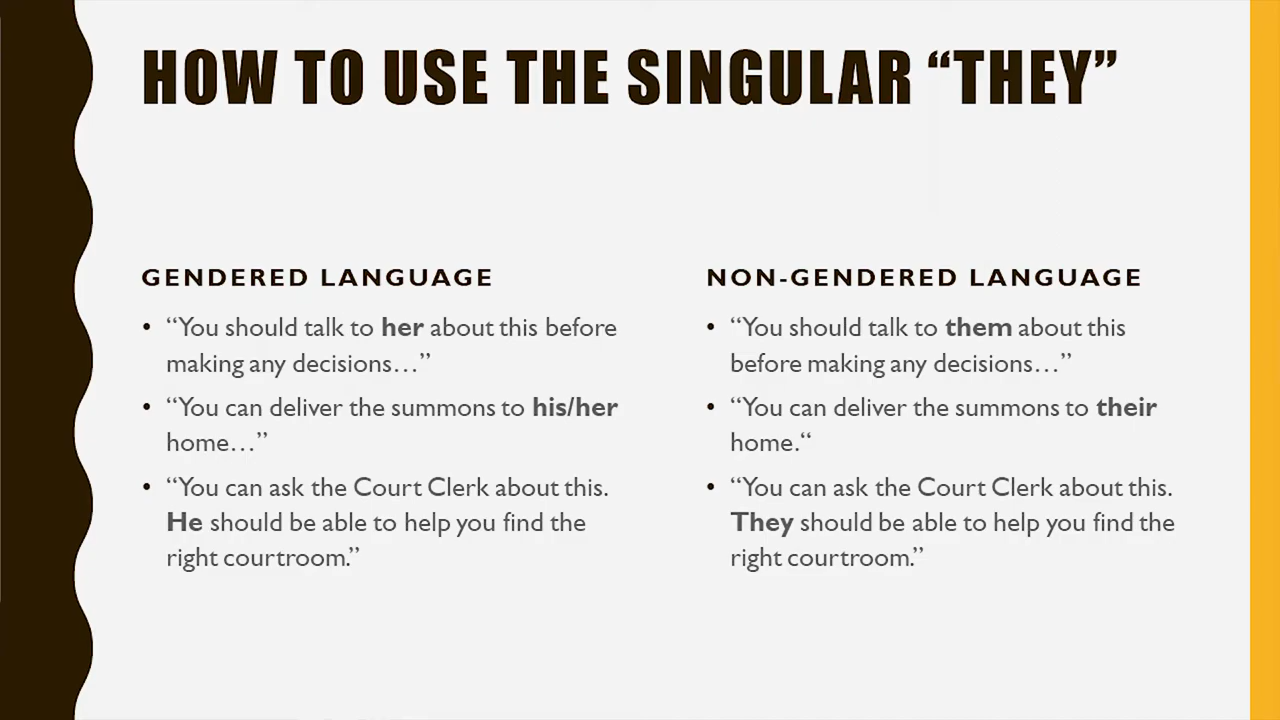 HOW TO USE THE SINGULAR “THEY”
GENDERED LANGUAGE
• “You should talk to her about this before
making any decisions…”
• “You can deliver the summons to his/her
home…”
• “You can ask the Court Clerk about this.
He should be able to help you find the
right courtroom.”
NON-GENDERED LANGUAGE
• “You should talk to them about this
before making any decisions…”
• “You can deliver the summons to their
home.“
• “You can ask the Court Clerk about this.
They should be able to help you find the
right courtroom.”